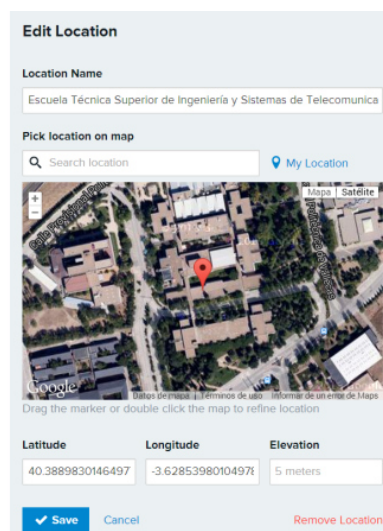 Edit Location
Location Name
Escuela Técnica Superior de Ingeniería y Sistemas de Telecomunica
Pick location on map
Search location
My Location
+
Mapa Satélite
−
Calle
Google
Datos de mapa Términos de uso Informar de un error de Maps
Drag the marker or double click the map to refine location
Latitude Longitude Elevation
40.3889830146497 -3.6285398010497 5 meters
Save Cancel Remove Location